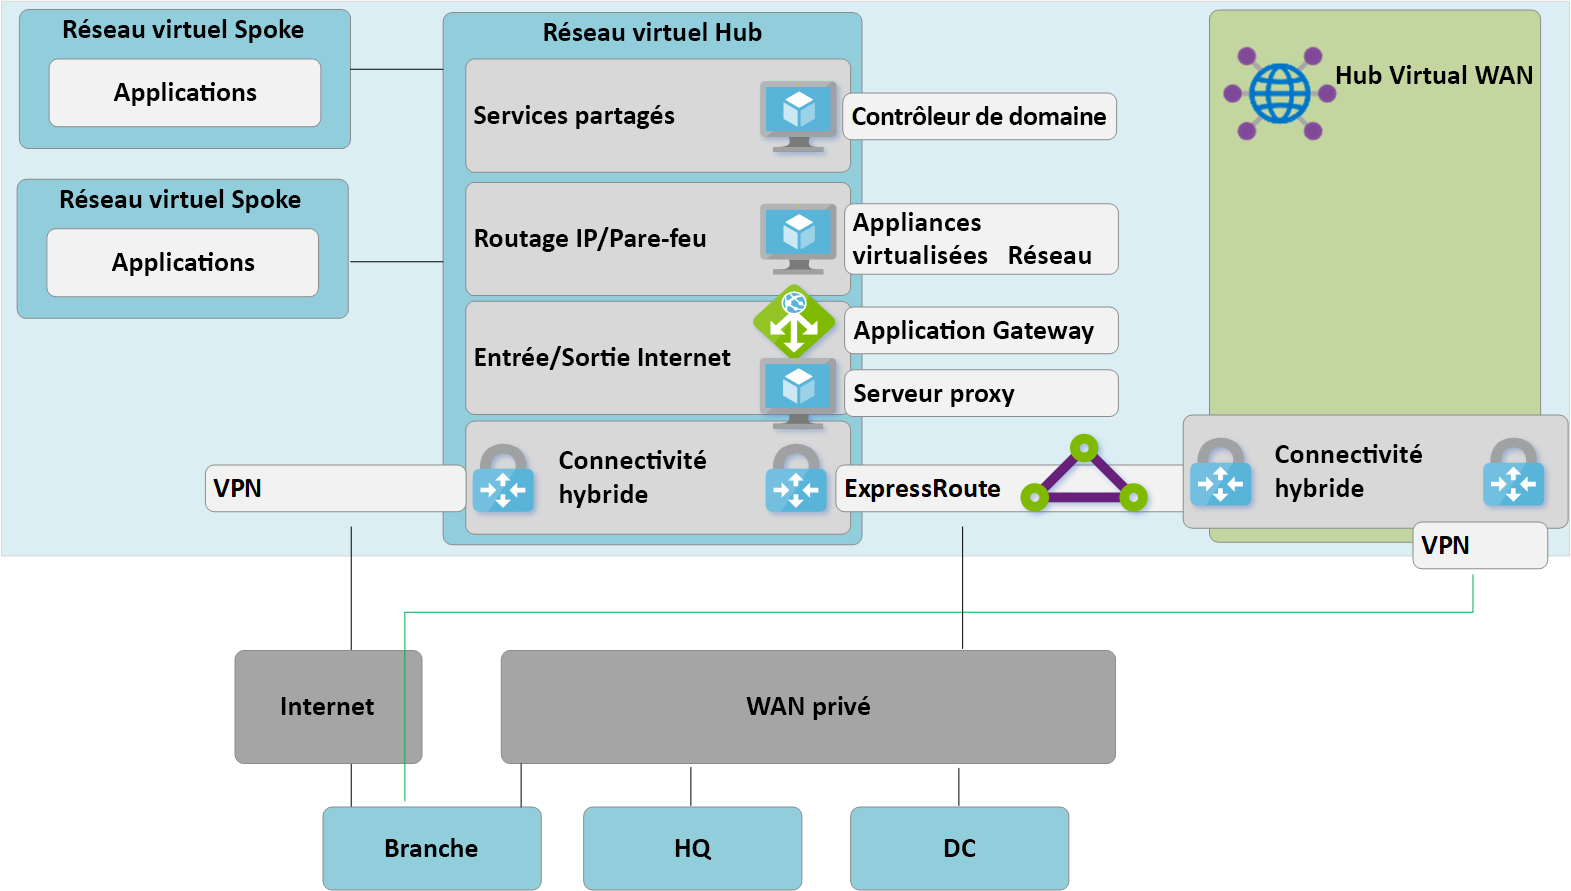 Réseau virtuel Spoke
Applications
Réseau virtuel Spoke
Applications
Réseau virtuel Hub
Services partagés
Contrôleur de domaine
Routage IP/Pare-feu
Appliances
virtualisées Réseau
Entrée/Sortie Internet
Application Gateway
Serveur proxy
VPN
Connectivité
hybride
ExpressRoute
Hub Virtual WAN
Connectivité
hybride
VPN
Internet
WAN privé
Branche
HQ
DC